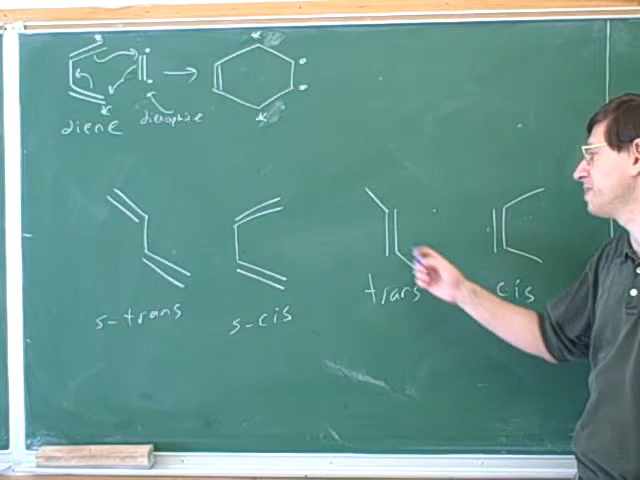 diene
dienophile
s-trans
s-cis
trans
cis